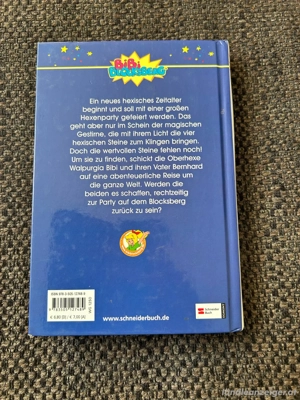 BiBi
BLOCKSBERG
Ein neues hexisches Zeitalter
beginnt und soll mit einer großen
Hexenparty gefeiert werden. Das
geht aber nur im Schein der magischen
Gestirne, die mit ihrem Licht die vier
hexischen Steine zum Klingen bringen.
Doch die wertvollen Steine fehlen noch!
Um sie zu finden, schickt die Oberhexe
Walpurgia Bibi und ihren Vater Bernhard
auf eine abenteuerliche Reise um
die ganze Welt. Werden die
beiden es schaffen, rechtzeitig
zur Party auf dem Blocksberg
zurück zu sein?
www.schneiderbuch.de
Schneider
Buch
laendleanzeiger.at